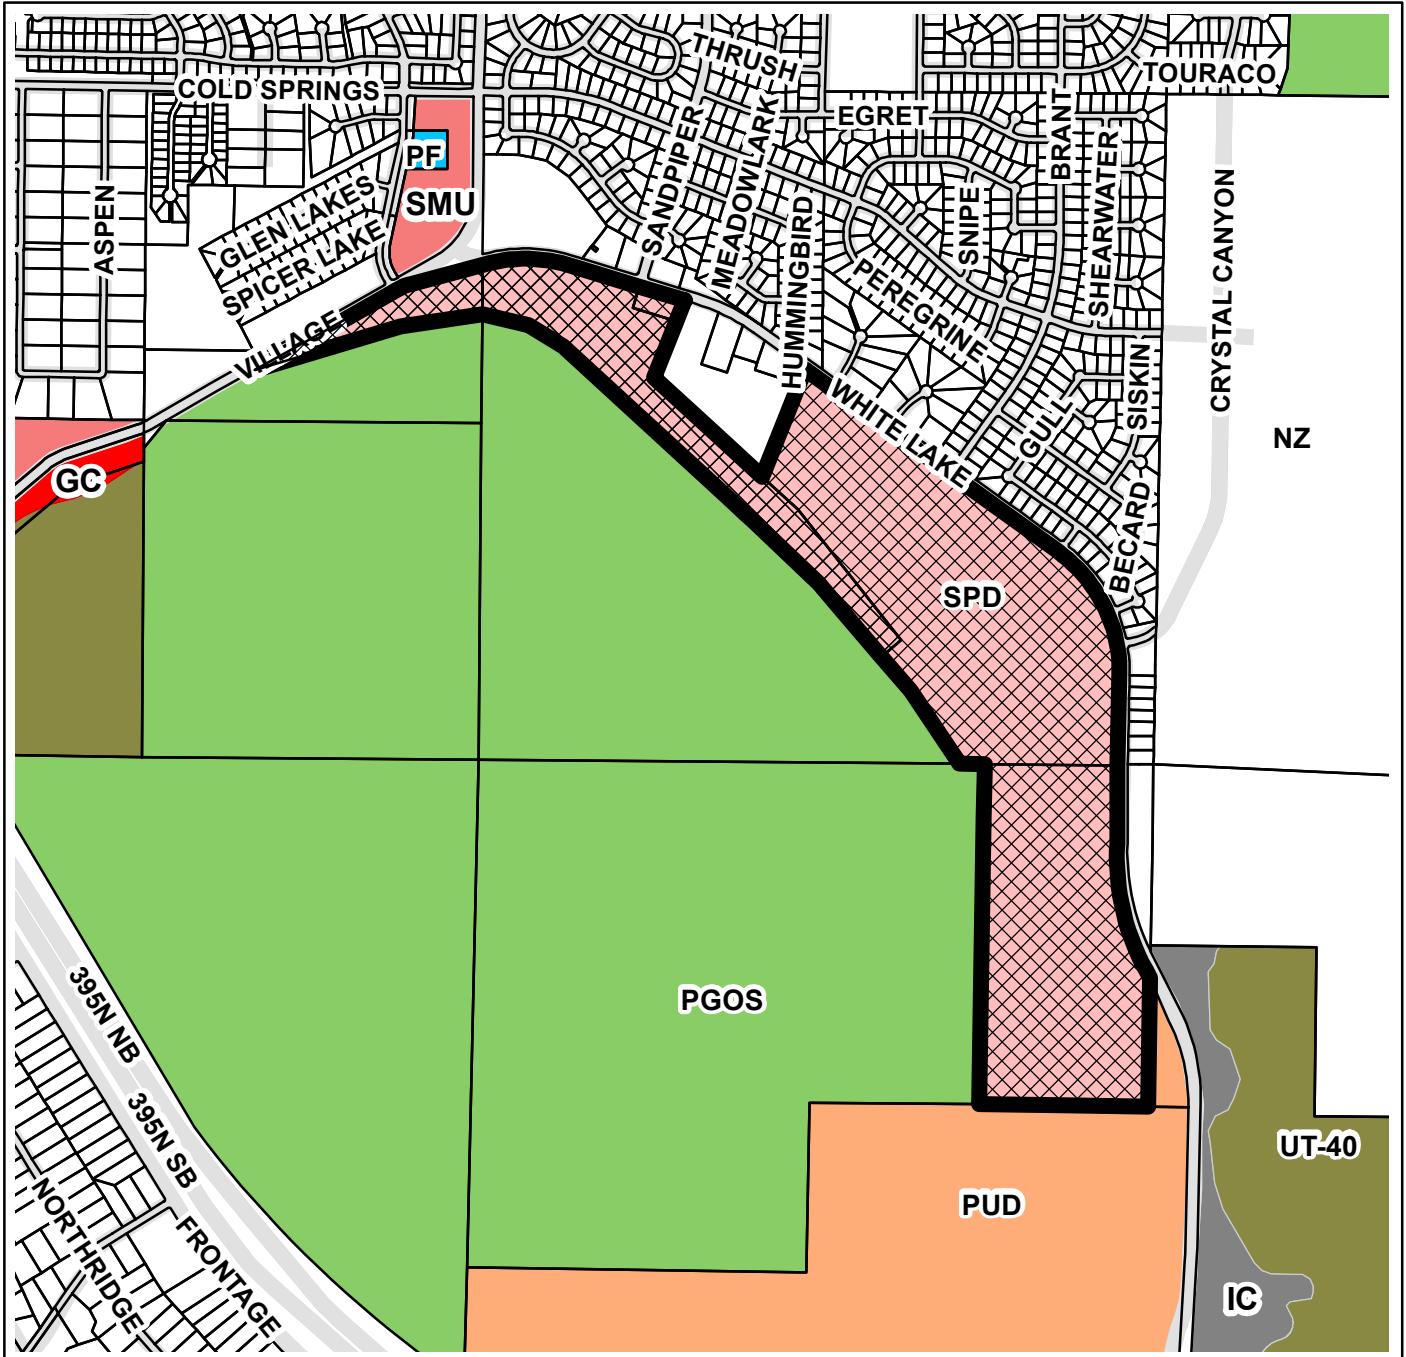 THRUSH
TOURACO
COLD SPRINGS
EGRET
BRANT
PF
SANDPIPER
MEADOWLARK
SHEARWATER
ASPEN
GLEN LAKES
SMU
HUMMINGBIRD
SNIPE
CRYSTAL CANYON
SPICER LAKE
PEREGRINE
VILLAGE
WHITE LAKE
SISKIN
GULL
NZ
GC
BECARD
SPD
395N NB
PGOS
395N SB
UT-40
NORTHRIDGE
FRONTAGE
PUD
IC